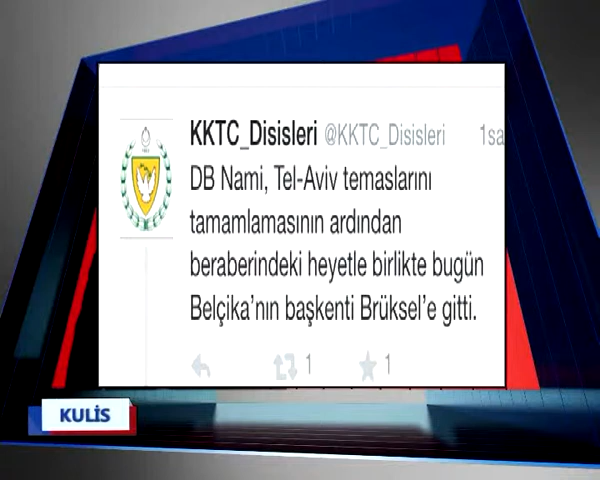 KKTC_Disisleri @KKTC_Disisleri 1sa
DB Nami, Tel-Aviv temaslarını
tamamlamasının ardından
beraberindeki heyetle birlikte bugün
Belçika'nın başkenti Brüksel'e gitti.
1 1
KULİS